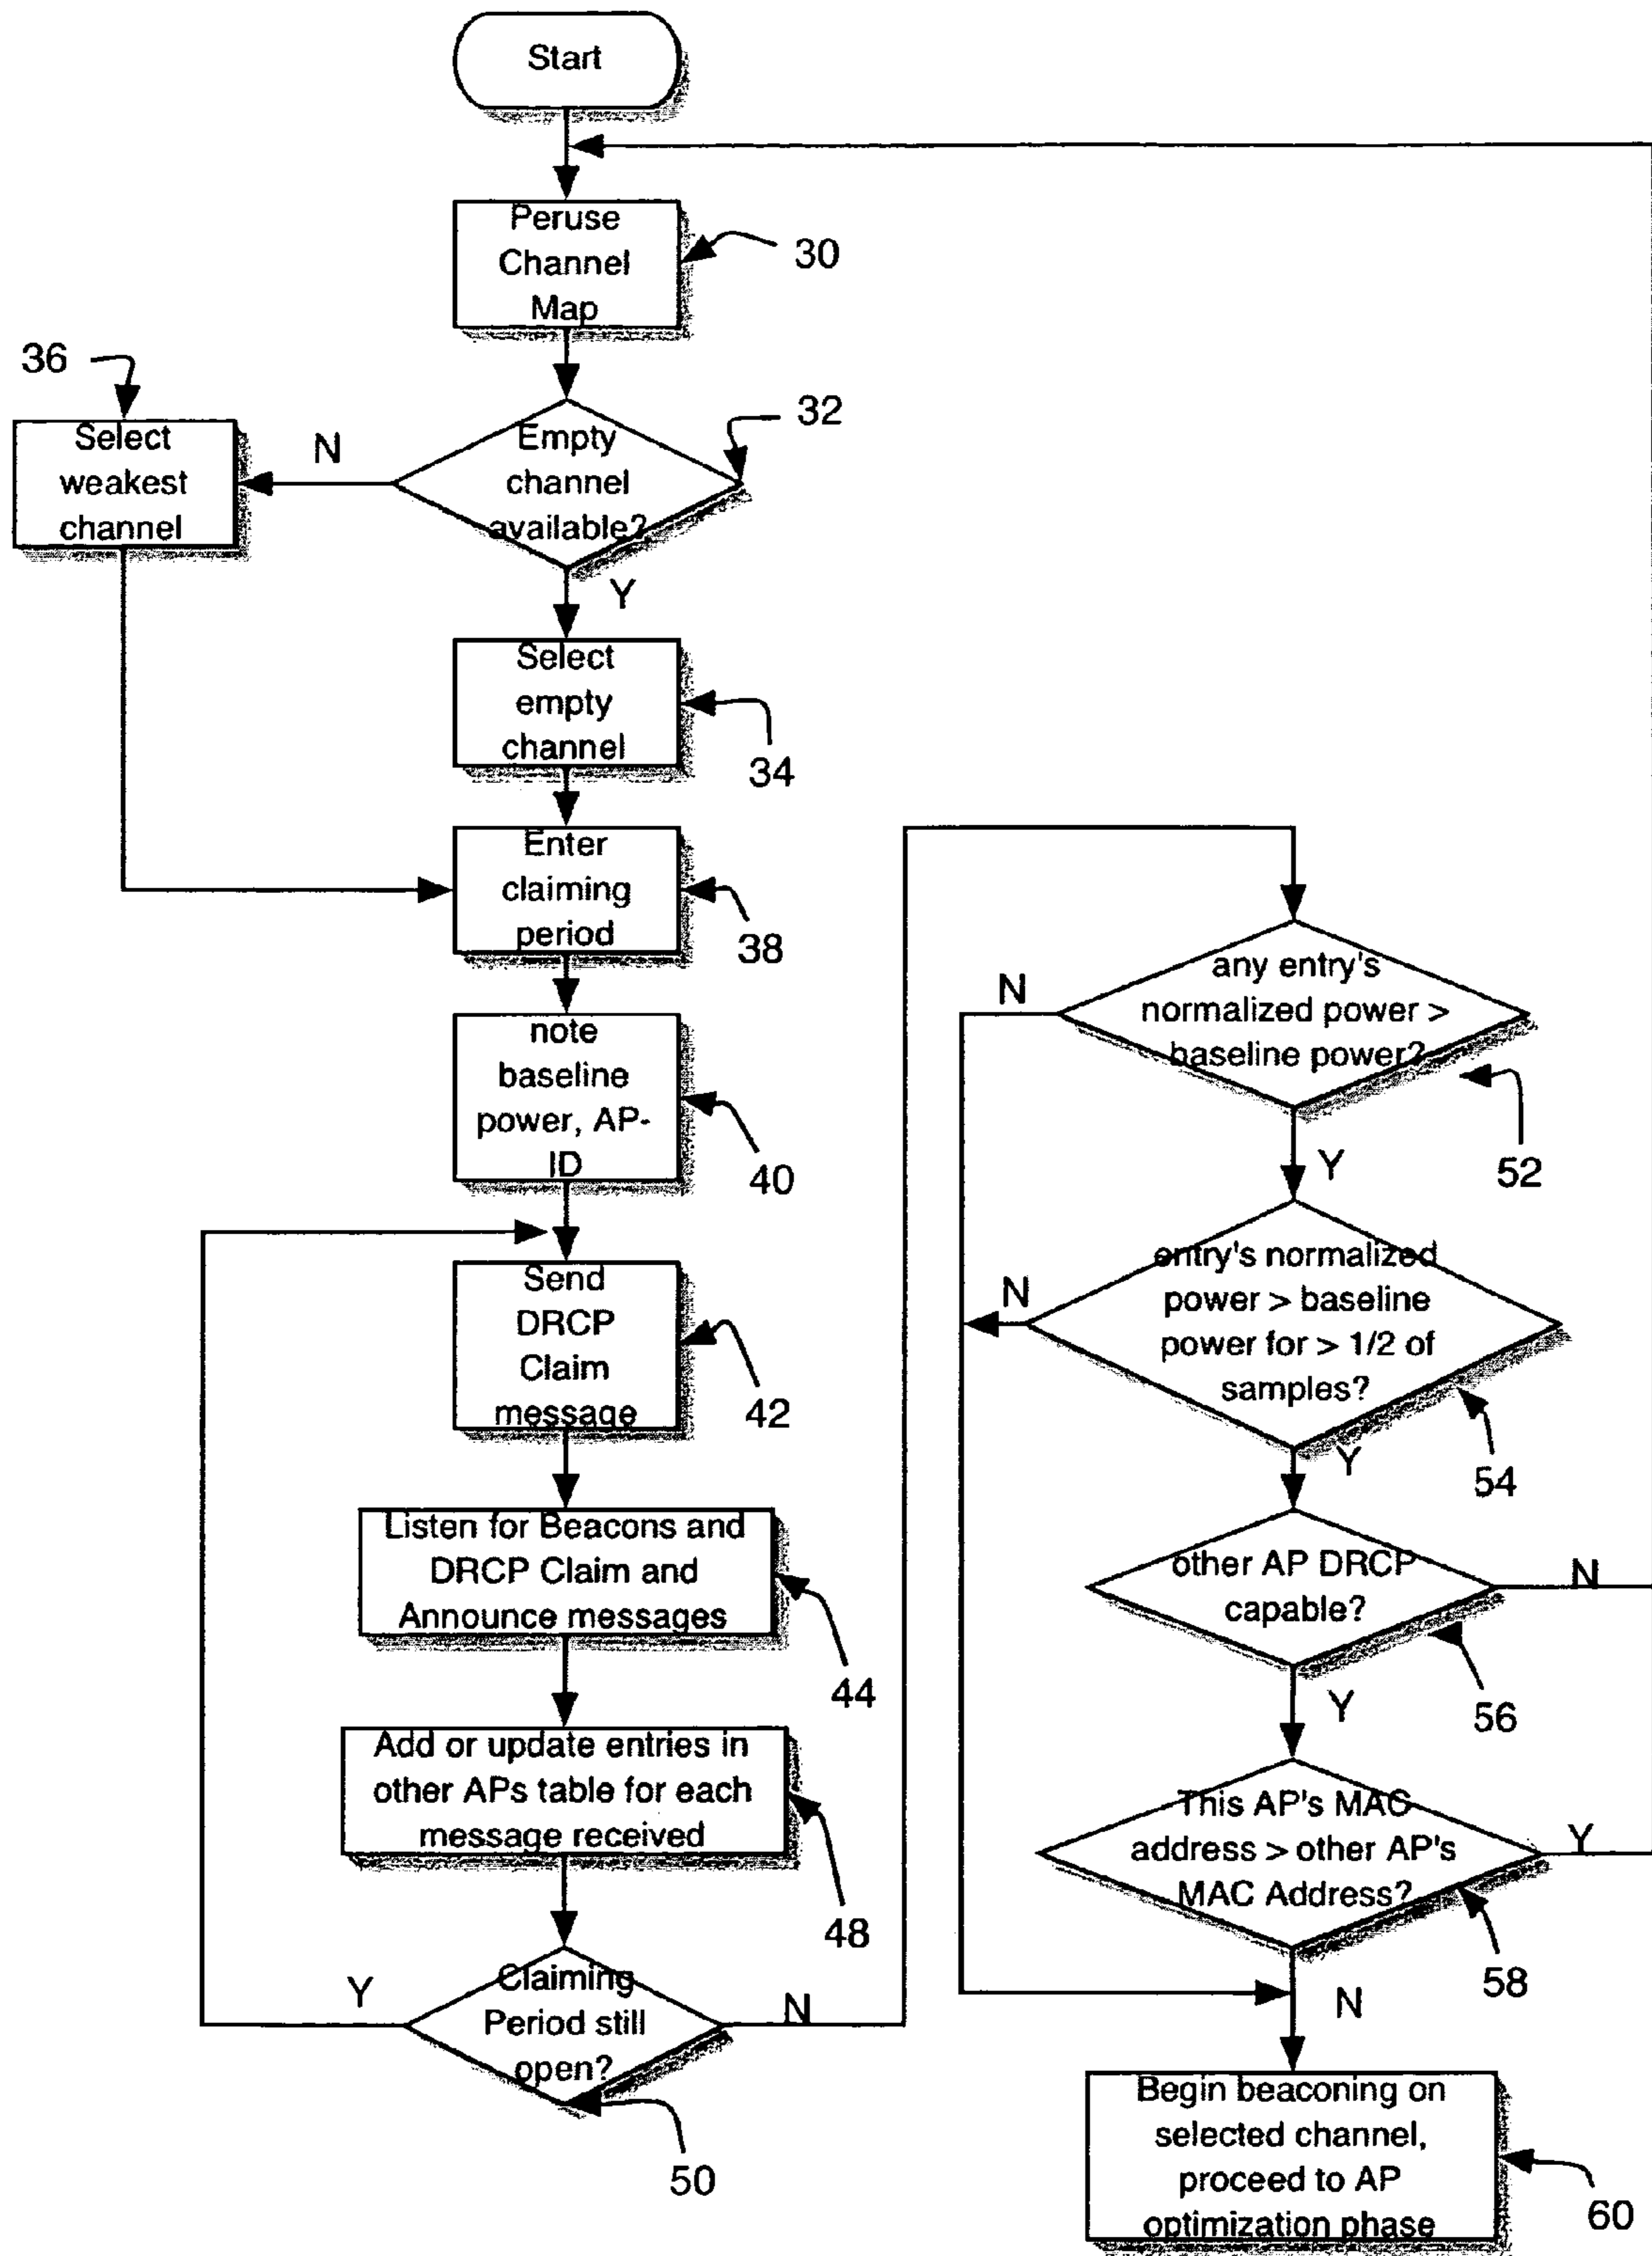 Start
Peruse
Channel
Map
30
36
Select
weakest
channel
N
Empty
channel
available?
32
Y
Select
empty
channel
34
Enter
claiming
period
38
note
baseline
power, AP-
ID
40
Send
DRCP
Claim
message
42
Listen for Beacons and
DRCP Claim and
Announce messages
44
Add or update entries in
other APs table for each
message received
48
Y
Claiming
Period still
open?
N
50
N
any entry's
normalized power >
baseline power?
52
Y
N
entry's normalized
power > baseline
power for > 1/2 of
samples?
54
Y
other AP DRCP
capable?
N
56
Y
This AP's MAC
address > other AP's
MAC Address?
Y
58
N
Begin beaconing on
selected channel,
proceed to AP
optimization phase
60